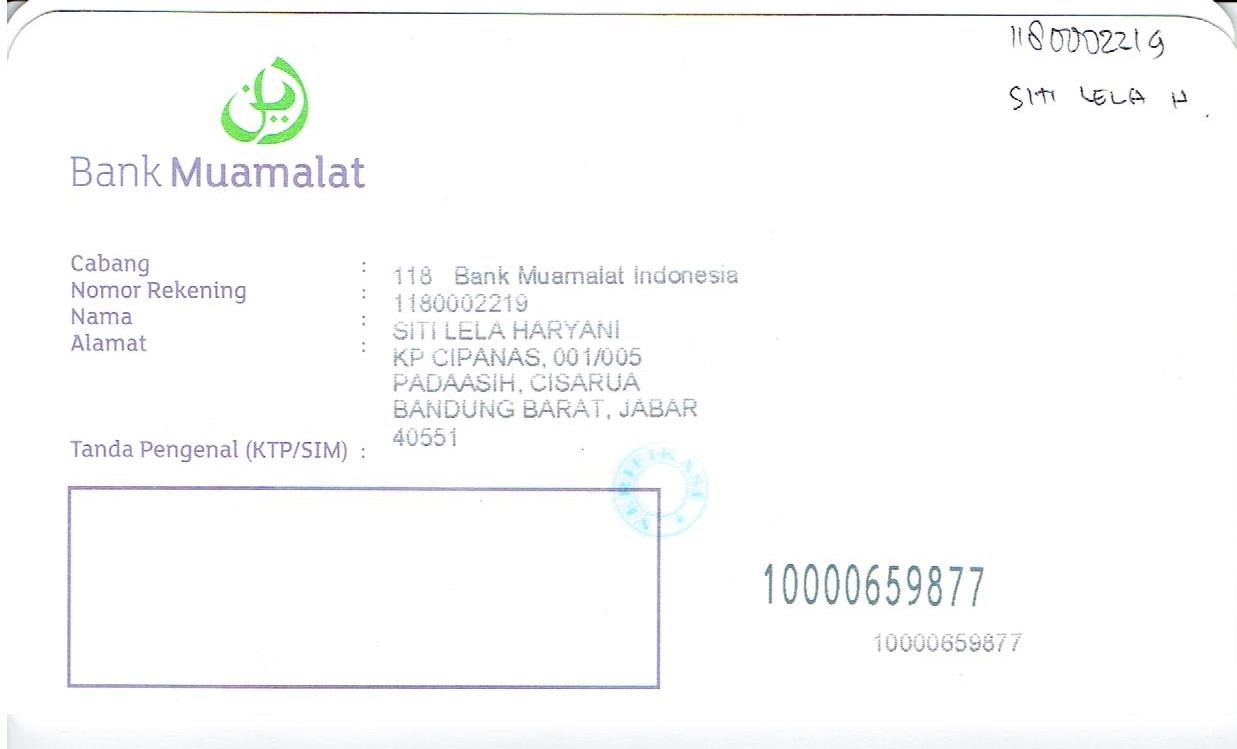 1180002219
SITI LELA H.
Bank Muamalat
Cabang : 118 Bank Muamalat Indonesia
Nomor Rekening : 1180002219
Nama : SITI LELA HARYANI
Alamat : KP CIPANAS, 001/005
PADAASIH, CISARUA
BANDUNG BARAT, JABAR
40551
Tanda Pengenal (KTP/SIM) :
VERIFIKASI
10000659877
10000659877